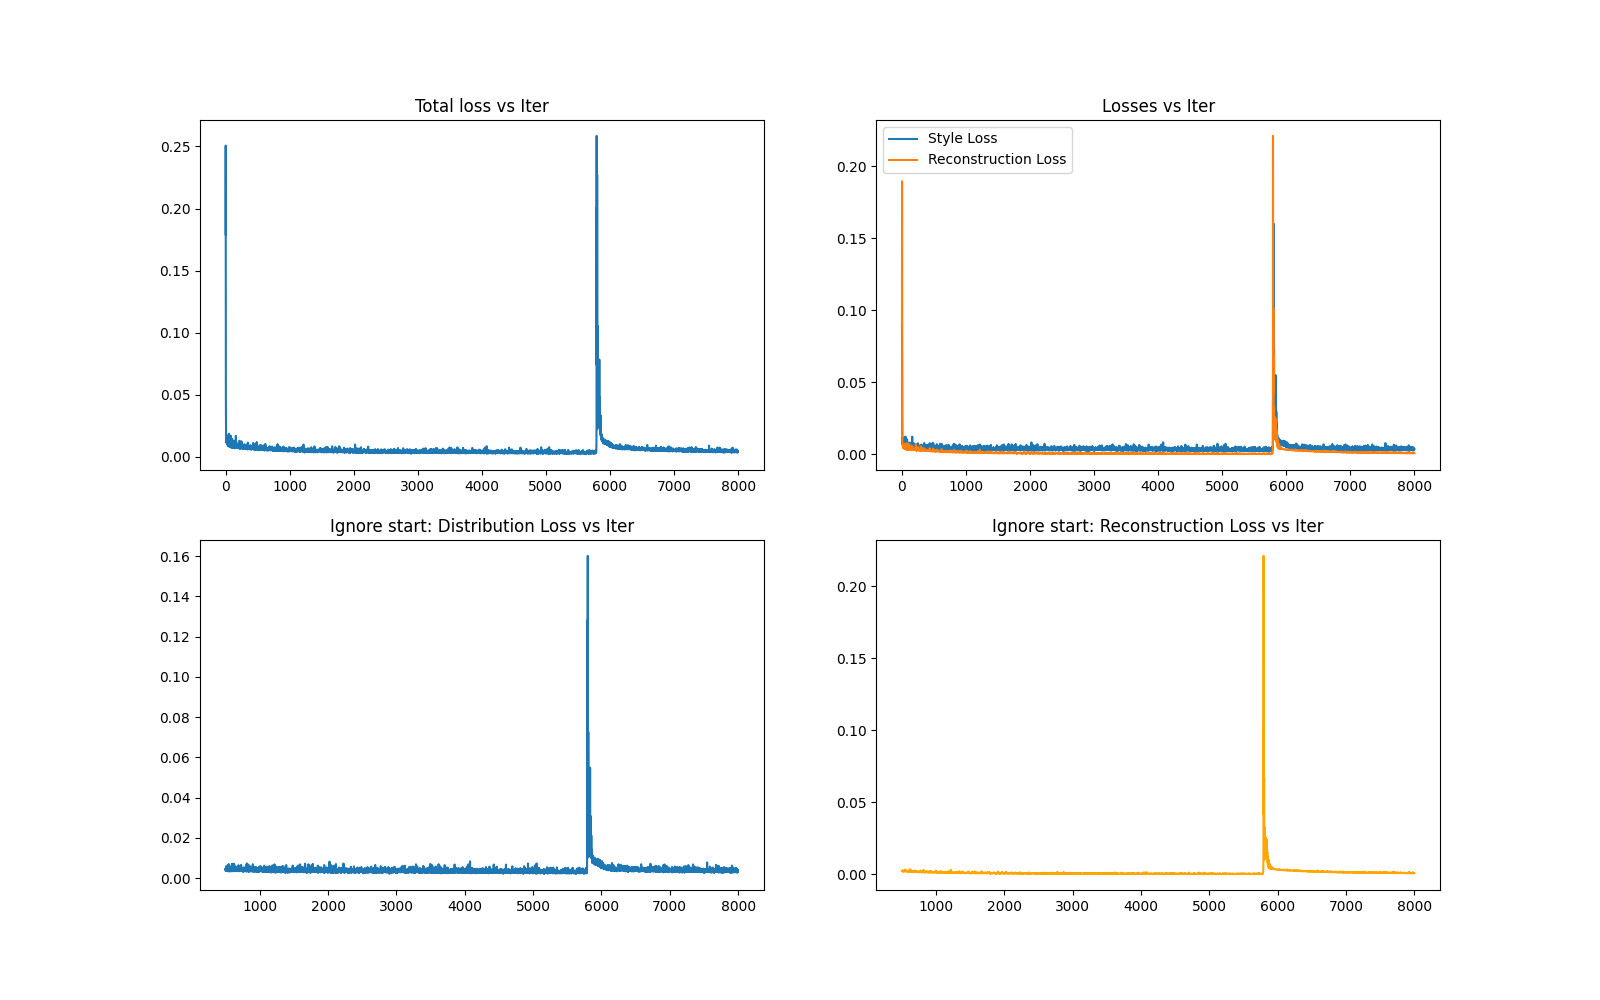 Total loss vs Iter
0.25
0.20
0.15
0.10
0.05
0.00
0 1000 2000 3000 4000 5000 6000 7000 8000
Losses vs Iter
Style Loss
Reconstruction Loss
0.20
0.15
0.10
0.05
0.00
0 1000 2000 3000 4000 5000 6000 7000 8000
Ignore start: Distribution Loss vs Iter
0.16
0.14
0.12
0.10
0.08
0.06
0.04
0.02
0.00
1000 2000 3000 4000 5000 6000 7000 8000
Ignore start: Reconstruction Loss vs Iter
0.20
0.15
0.10
0.05
0.00
1000 2000 3000 4000 5000 6000 7000 8000